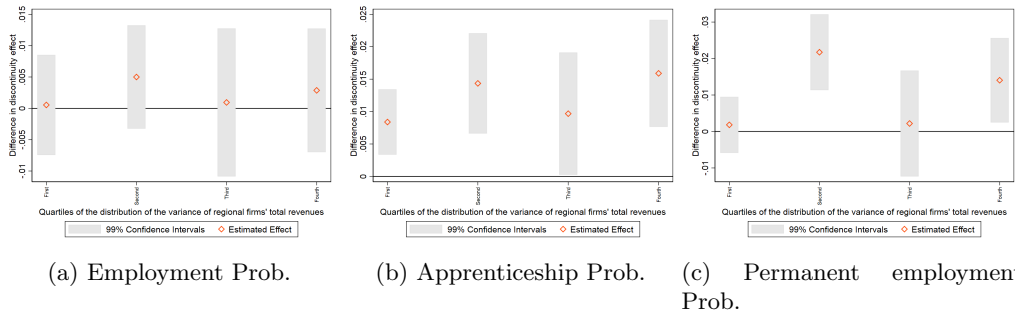 Difference in discontinuity effect
.015
.01
.005
0
-.005
-.01
First
Second
Third
Fourth
Quartiles of the distribution of the variance of regional firms' total revenues
99% Confidence Intervals
Estimated Effect
(a) Employment Prob.
Difference in discontinuity effect
.025
.02
.015
.01
.005
0
First
Second
Third
Fourth
Quartiles of the distribution of the variance of regional firms' total revenues
99% Confidence Intervals
Estimated Effect
(b) Apprenticeship Prob.
Difference in discontinuity effect
.03
.02
.01
0
-.01
First
Second
Third
Fourth
Quartiles of the distribution of the variance of regional firms' total revenues
99% Confidence Intervals
Estimated Effect
(c) Permanent employment
Prob.